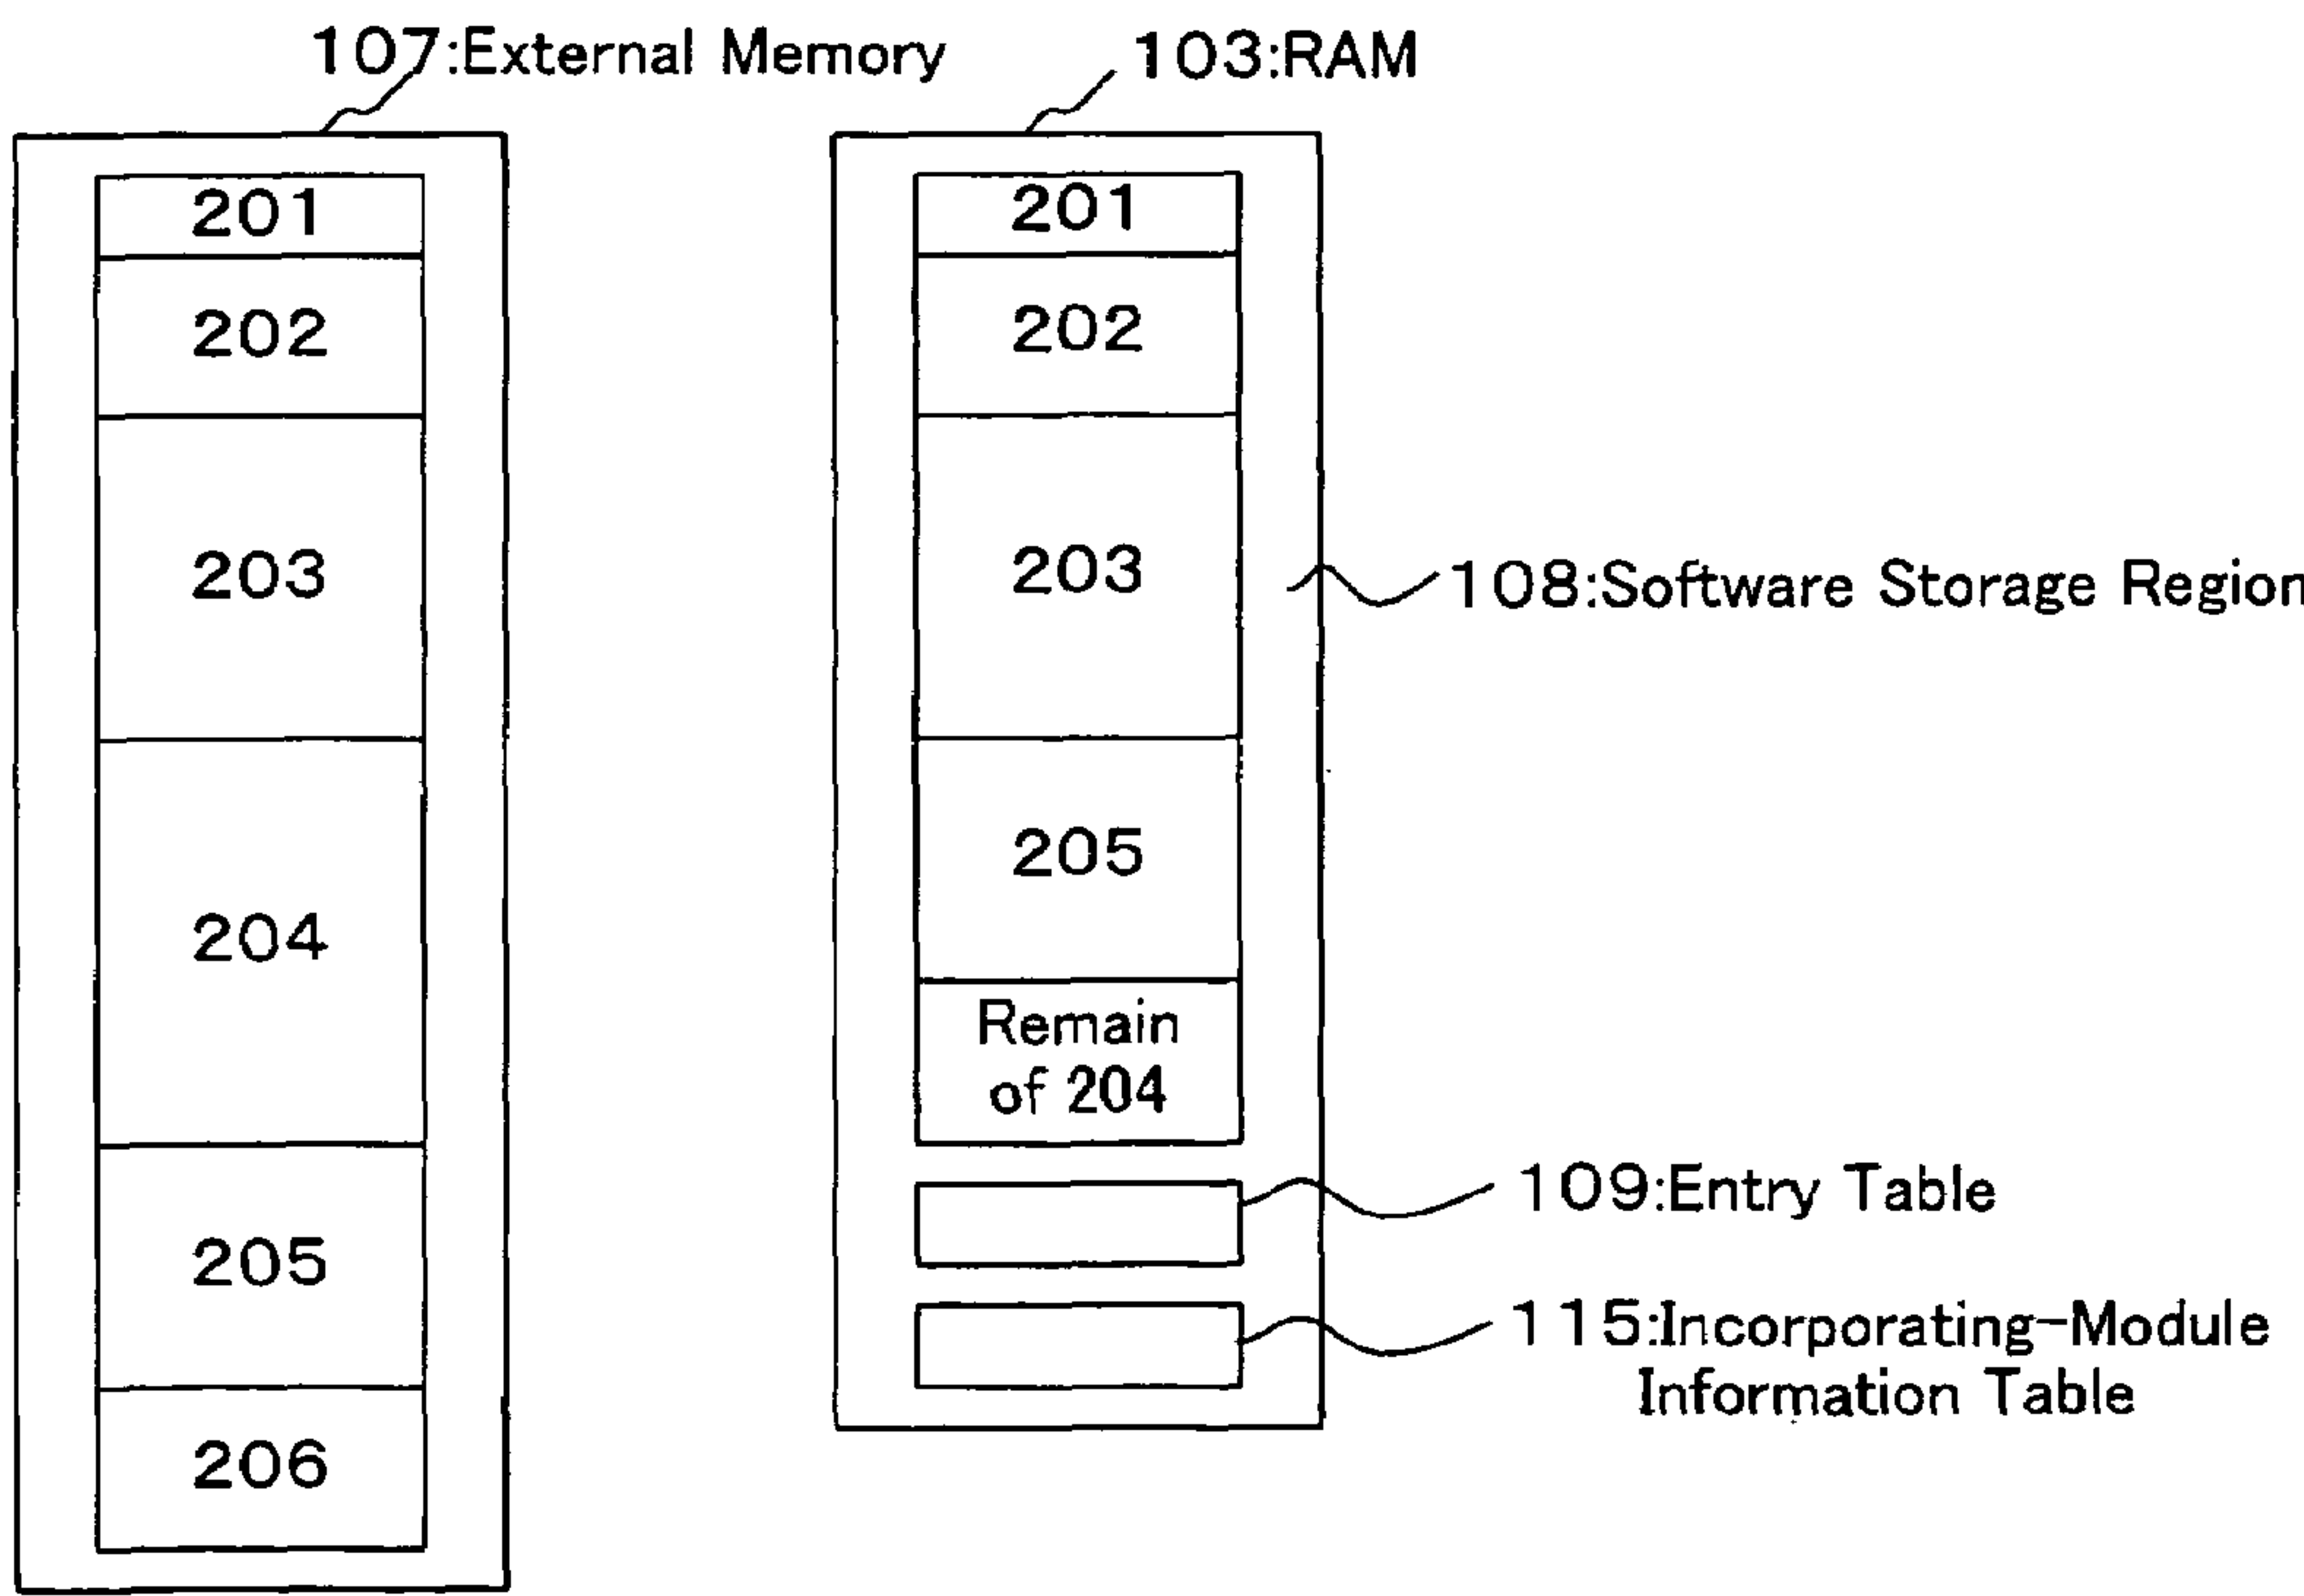 107:External Memory
201
202
203
204
205
206
103:RAM
201
202
203
205
Remain
of 204
108:Software Storage Region
109:Entry Table
115:Incorporating-Module
Information Table